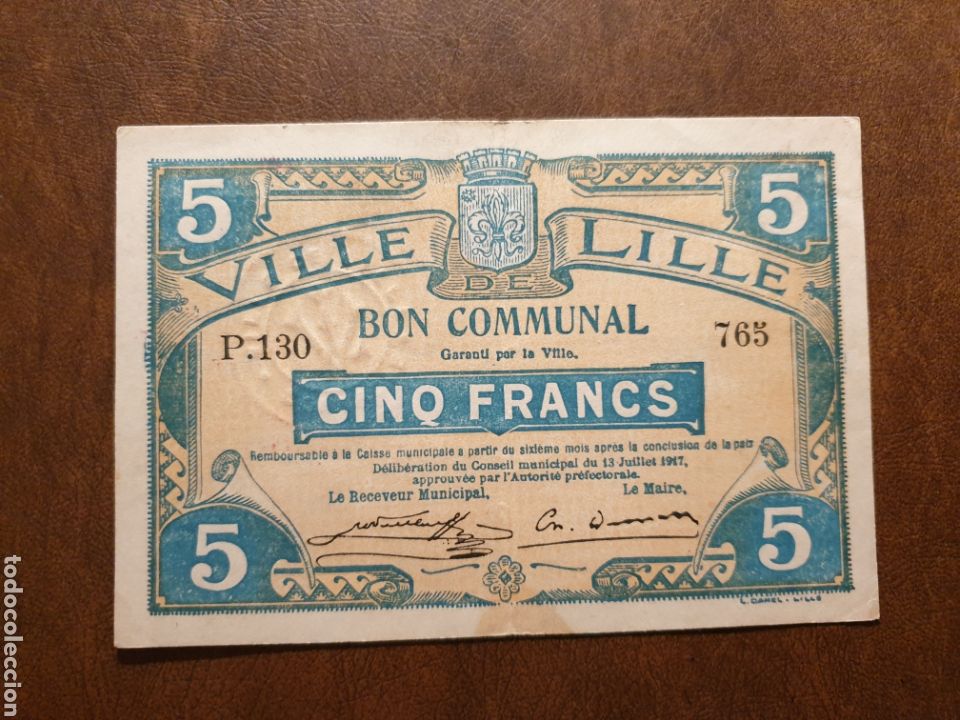 5 5
VILLE DE LILLE
BON COMMUNAL
P.130 765
Garanti par la Ville.
CINQ FRANCS
Remboursable à la Caisse municipale a partir du sixième mois après la conclusion de la paix
Délibération du Conseil municipal du 13 Juillet 1917,
approuvée par l'Autorité préfectorale.
Le Receveur Municipal, Le Maire,
5 5
L. DANEL - LILLE
todocoleccion